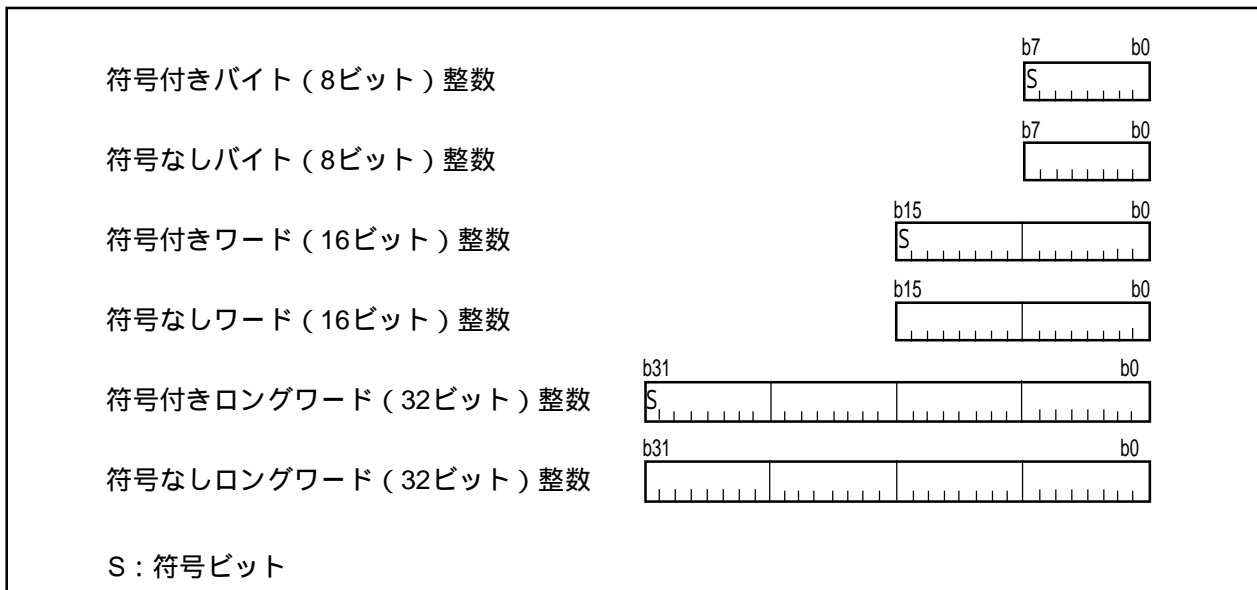 b7 b0
符号付きバイト（8ビット）整数
S
b7 b0
符号なしバイト（8ビット）整数
b15 b0
符号付きワード（16ビット）整数
S
b15 b0
符号なしワード（16ビット）整数
b31 b0
符号付きロングワード（32ビット）整数
S
b31 b0
符号なしロングワード（32ビット）整数
S：符号ビット